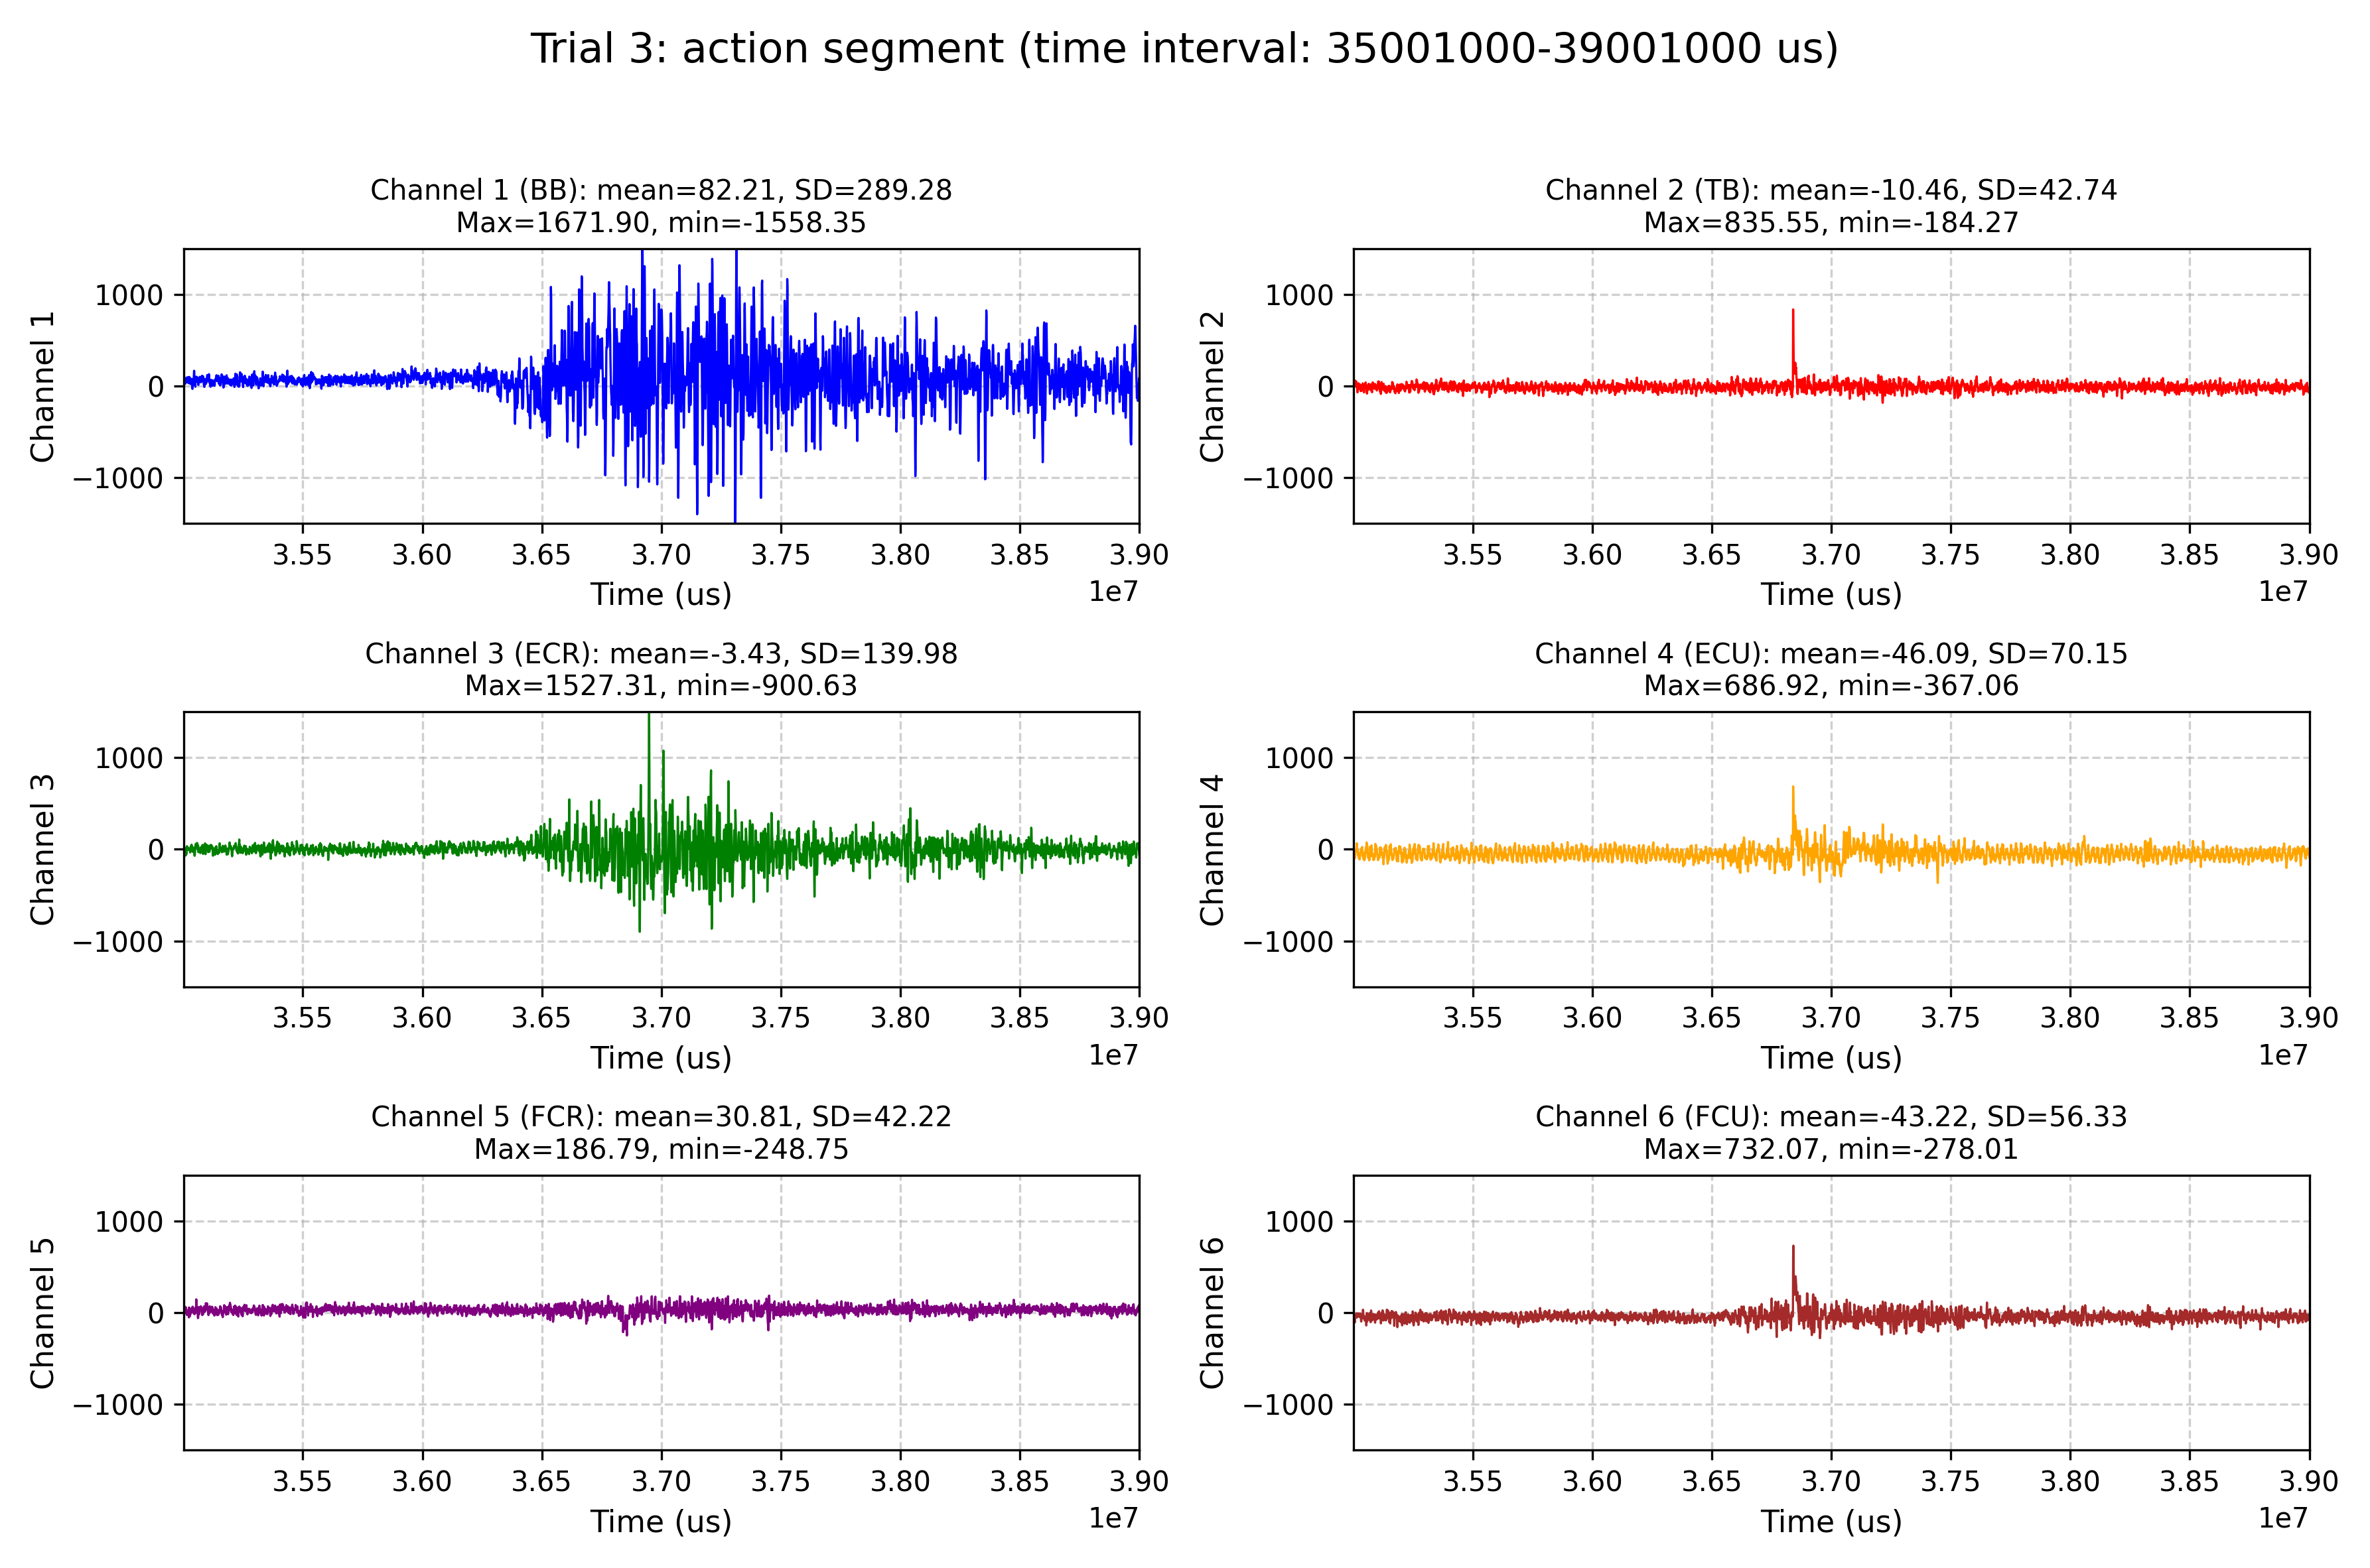 Trial 3: action segment (time interval: 35001000-39001000 us)
Channel 1 (BB): mean=82.21, SD=289.28
Max=1671.90, min=-1558.35
Channel 1
1000
0
−1000
3.55 3.60 3.65 3.70 3.75 3.80 3.85 3.90
Time (us)
1e7
Channel 2 (TB): mean=-10.46, SD=42.74
Max=835.55, min=-184.27
Channel 2
1000
0
−1000
3.55 3.60 3.65 3.70 3.75 3.80 3.85 3.90
Time (us)
1e7
Channel 3 (ECR): mean=-3.43, SD=139.98
Max=1527.31, min=-900.63
Channel 3
1000
0
−1000
3.55 3.60 3.65 3.70 3.75 3.80 3.85 3.90
Time (us)
1e7
Channel 4 (ECU): mean=-46.09, SD=70.15
Max=686.92, min=-367.06
Channel 4
1000
0
−1000
3.55 3.60 3.65 3.70 3.75 3.80 3.85 3.90
Time (us)
1e7
Channel 5 (FCR): mean=30.81, SD=42.22
Max=186.79, min=-248.75
Channel 5
1000
0
−1000
3.55 3.60 3.65 3.70 3.75 3.80 3.85 3.90
Time (us)
1e7
Channel 6 (FCU): mean=-43.22, SD=56.33
Max=732.07, min=-278.01
Channel 6
1000
0
−1000
3.55 3.60 3.65 3.70 3.75 3.80 3.85 3.90
Time (us)
1e7